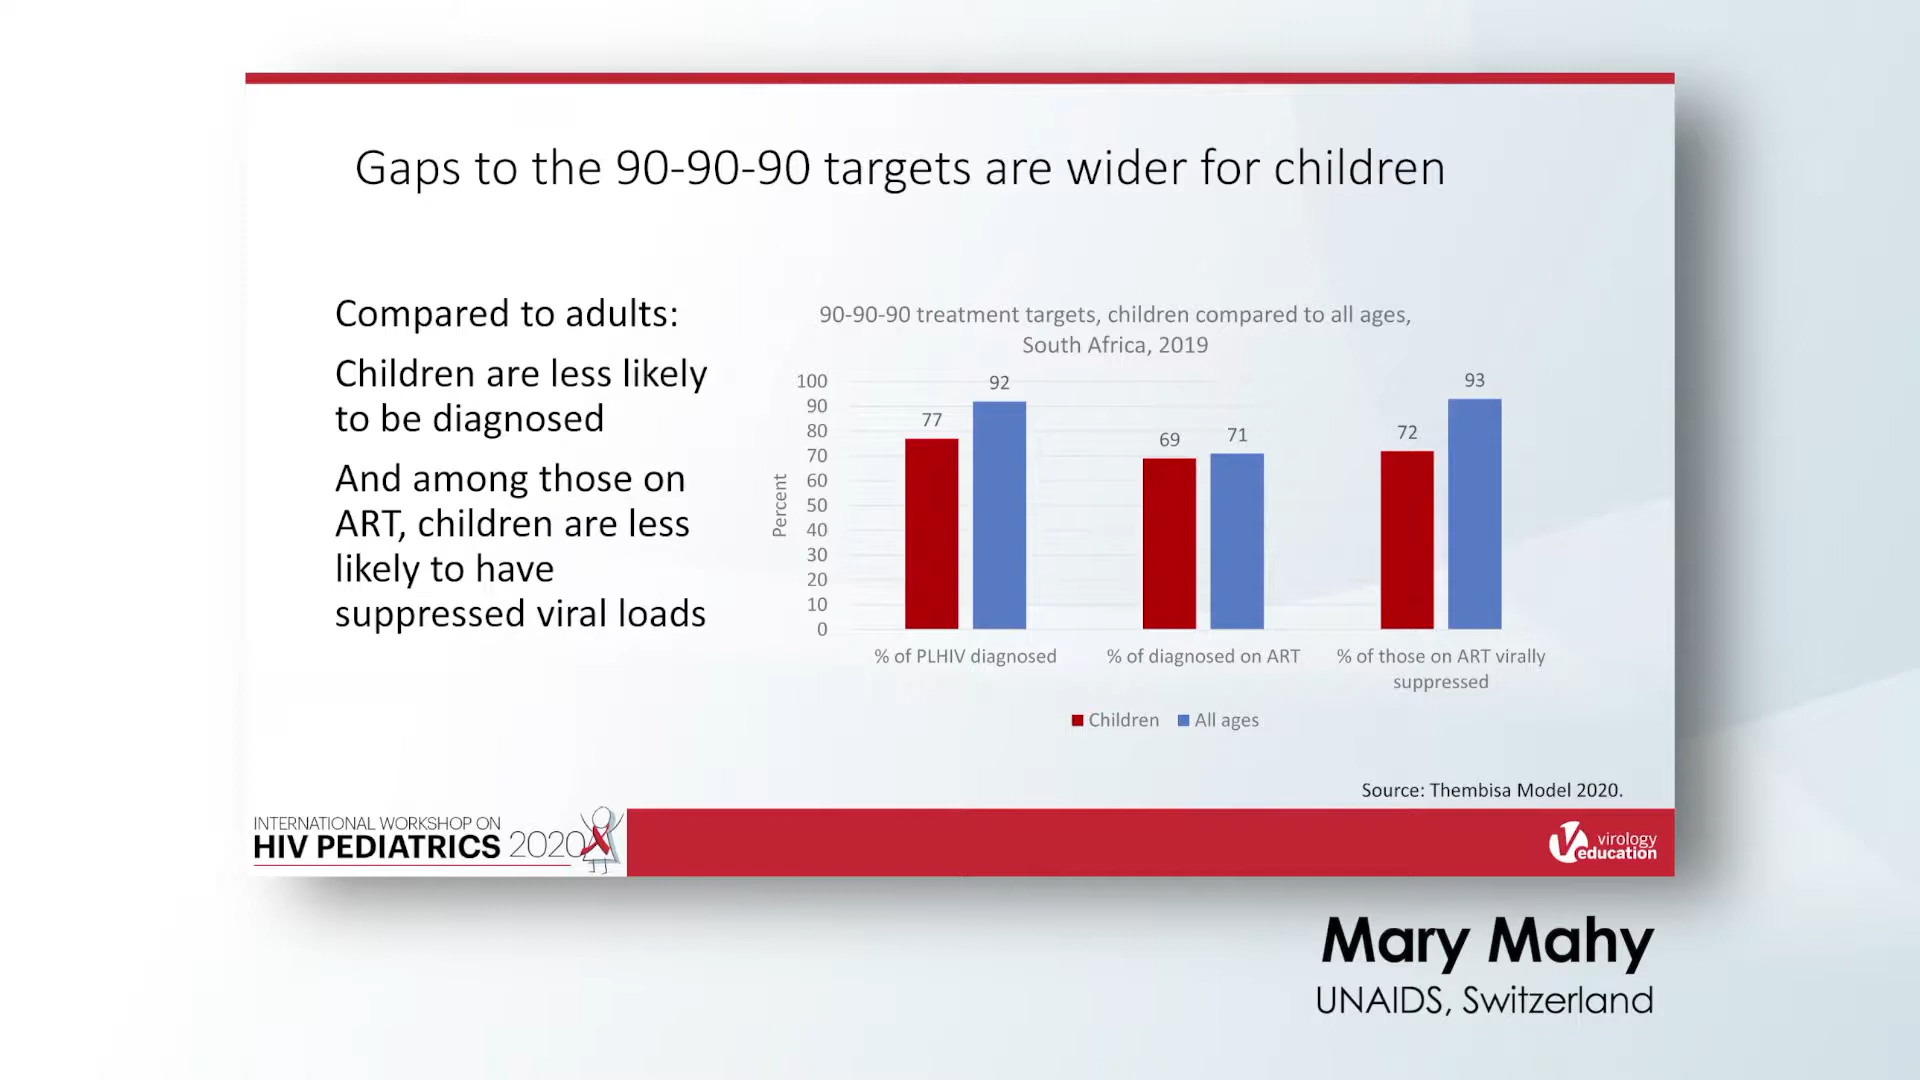 Gaps to the 90-90-90 targets are wider for children
Compared to adults:
Children are less likely
to be diagnosed
And among those on
ART, children are less
likely to have
suppressed viral loads
90-90-90 treatment targets, children compared to all ages,
South Africa, 2019
Percent
100
90
80
70
60
50
40
30
20
10
0
77
92
69
71
72
93
% of PLHIV diagnosed
% of diagnosed on ART
% of those on ART virally
suppressed
Children
All ages
Source: Thembisa Model 2020.
INTERNATIONAL WORKSHOP ON
HIV PEDIATRICS 2020
virology
education
Mary Mahy
UNAIDS, Switzerland